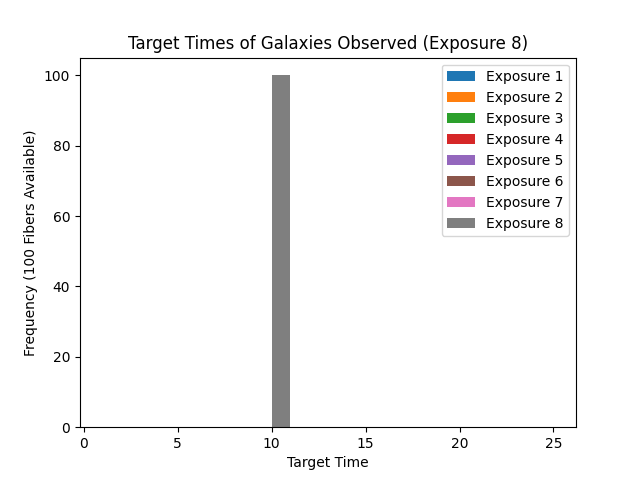 Target Times of Galaxies Observed (Exposure 8)
Frequency (100 Fibers Available)
100
80
60
40
20
0
Exposure 1
Exposure 2
Exposure 3
Exposure 4
Exposure 5
Exposure 6
Exposure 7
Exposure 8
0 5 10 15 20 25
Target Time